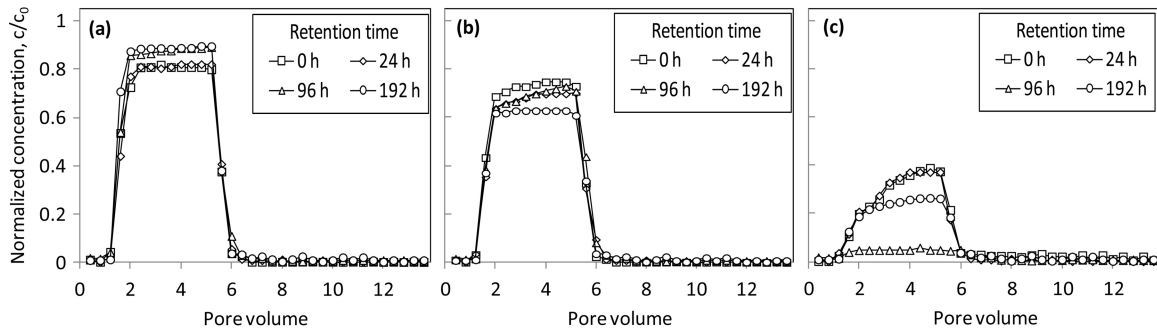 Normalized concentration, c/c0
1
0.8
0.6
0.4
0.2
0
(a)
Retention time
0 h
24 h
96 h
192 h
0 2 4 6 8 10 12
Pore volume
(b)
Retention time
0 h
24 h
96 h
192 h
0 2 4 6 8 10 12
Pore volume
(c)
Retention time
0 h
24 h
96 h
192 h
0 2 4 6 8 10 12
Pore volume